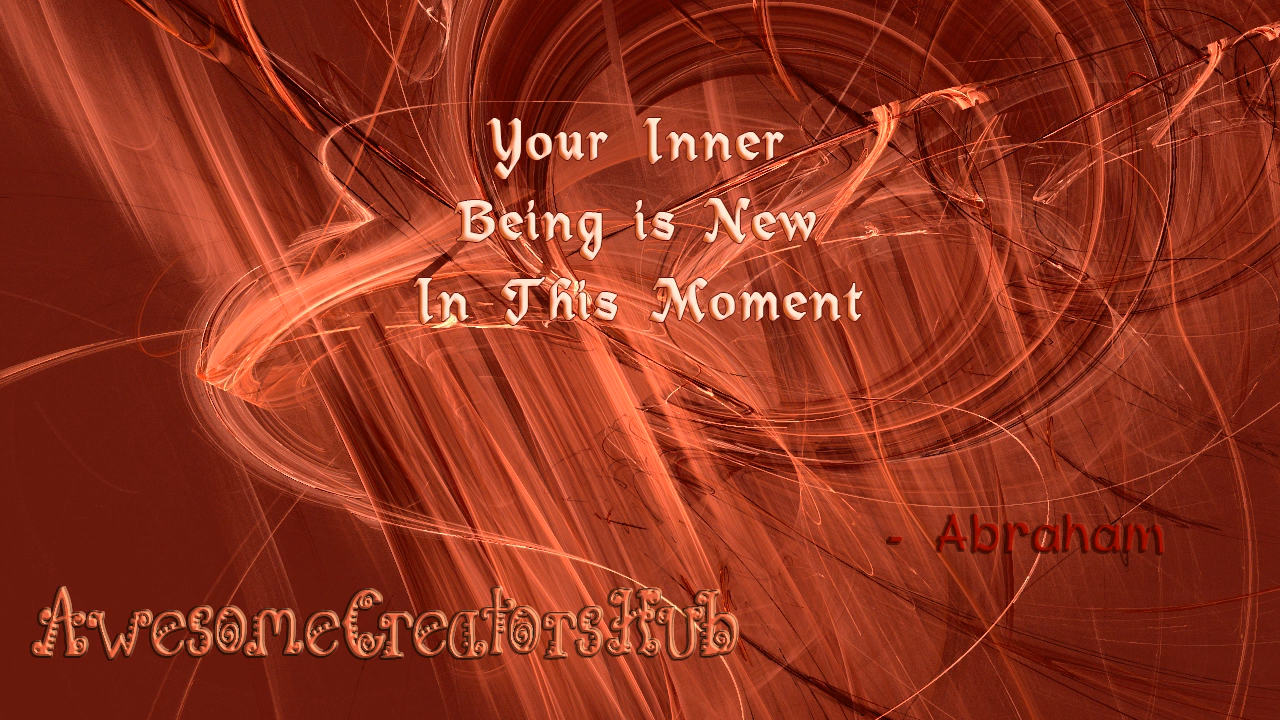 Your Inner
Being is New
In This Moment
- Abraham
AwesomeCreatorsHub